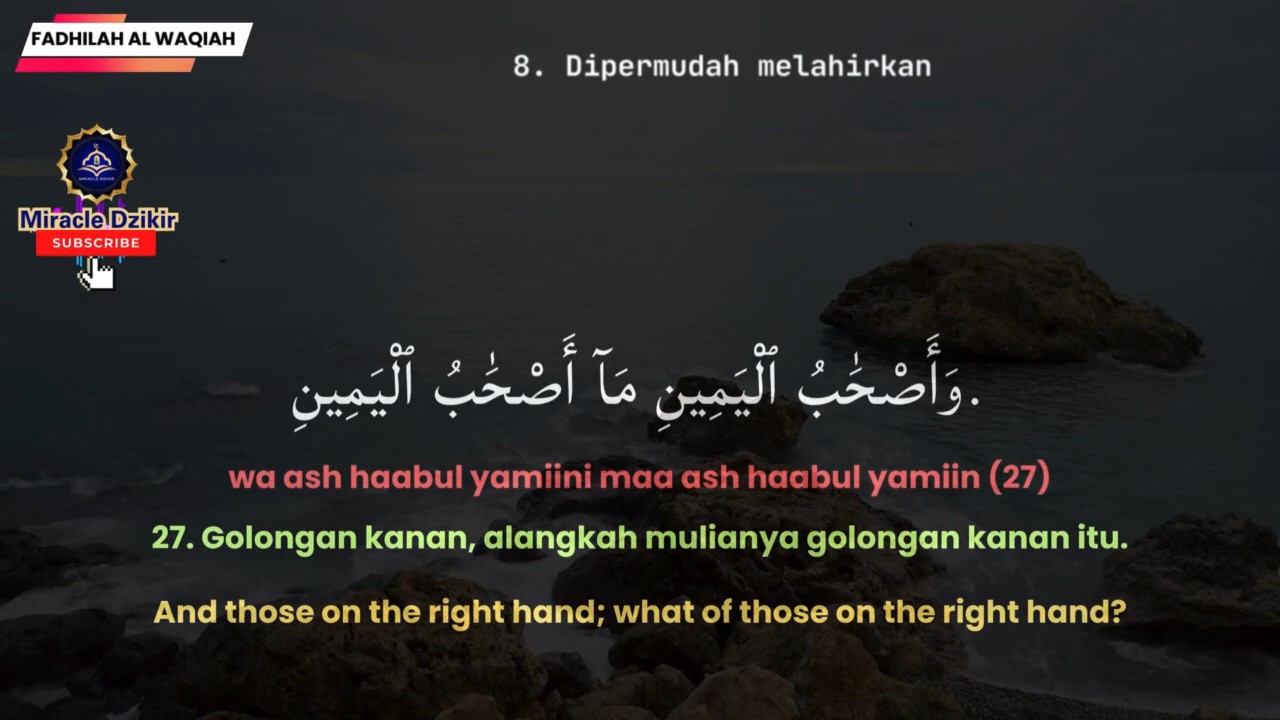 FADHILAH AL WAQIAH
8. Dipermudah melahirkan
Miracle Dzikir
SUBSCRIBE
وَأَصْحَٰبُ ٱلْيَمِينِ مَآ أَصْحَٰبُ ٱلْيَمِينِ.
wa ash haabul yamiini maa ash haabul yamiin (27)
27. Golongan kanan, alangkah mulianya golongan kanan itu.
And those on the right hand; what of those on the right hand?